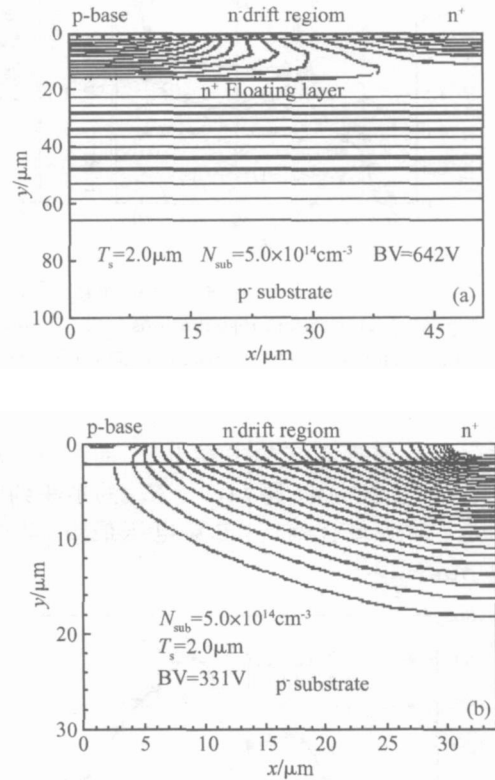 p-base n⁻drift regiom n⁺
0
20
40
60
80
100
y/μm
n⁺ Floating layer
Tₛ=2.0μm N_sub=5.0×10¹⁴cm⁻³ BV=642V
p⁻ substrate (a)
0 15 30 45
x/μm
p-base n⁻drift regiom n⁺
0
10
20
30
y/μm
N_sub=5.0×10¹⁴cm⁻³
Tₛ=2.0μm
BV=331V
p⁻ substrate (b)
0 5 10 15 20 25 30
x/μm